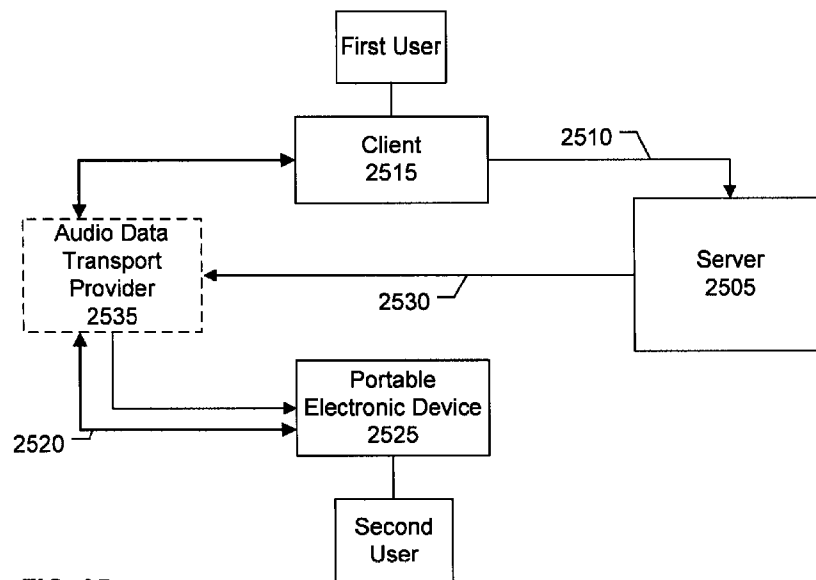 First User
Client
2515
2510
Audio Data
Transport
Provider
2535
Server
2505
2530
Portable
Electronic Device
2525
2520
Second
User